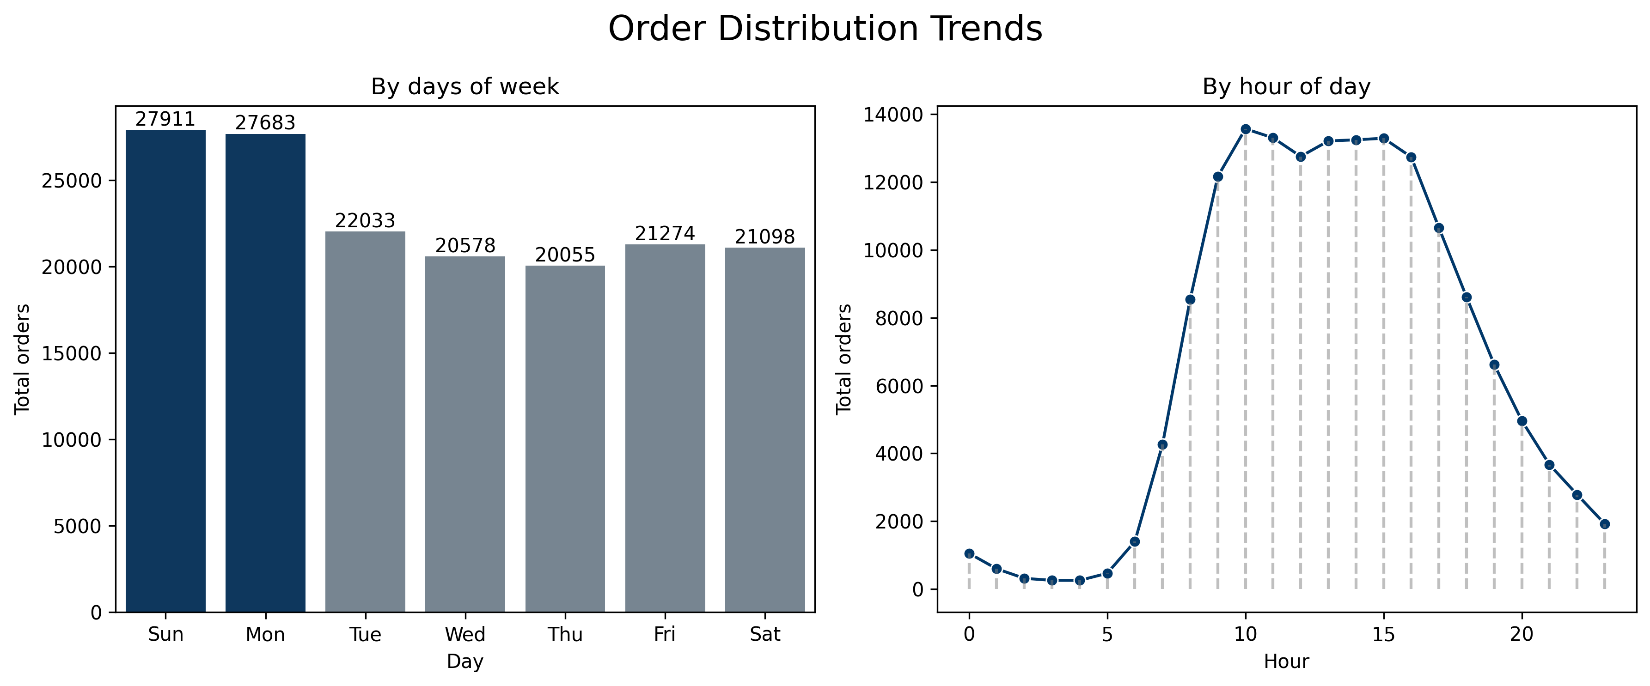 Order Distribution Trends
By days of week
27911
27683
22033
20578
20055
21274
21098
25000
20000
15000
10000
5000
0
Total orders
Sun Mon Tue Wed Thu Fri Sat
Day
By hour of day
14000
12000
10000
8000
6000
4000
2000
0
Total orders
0 5 10 15 20
Hour